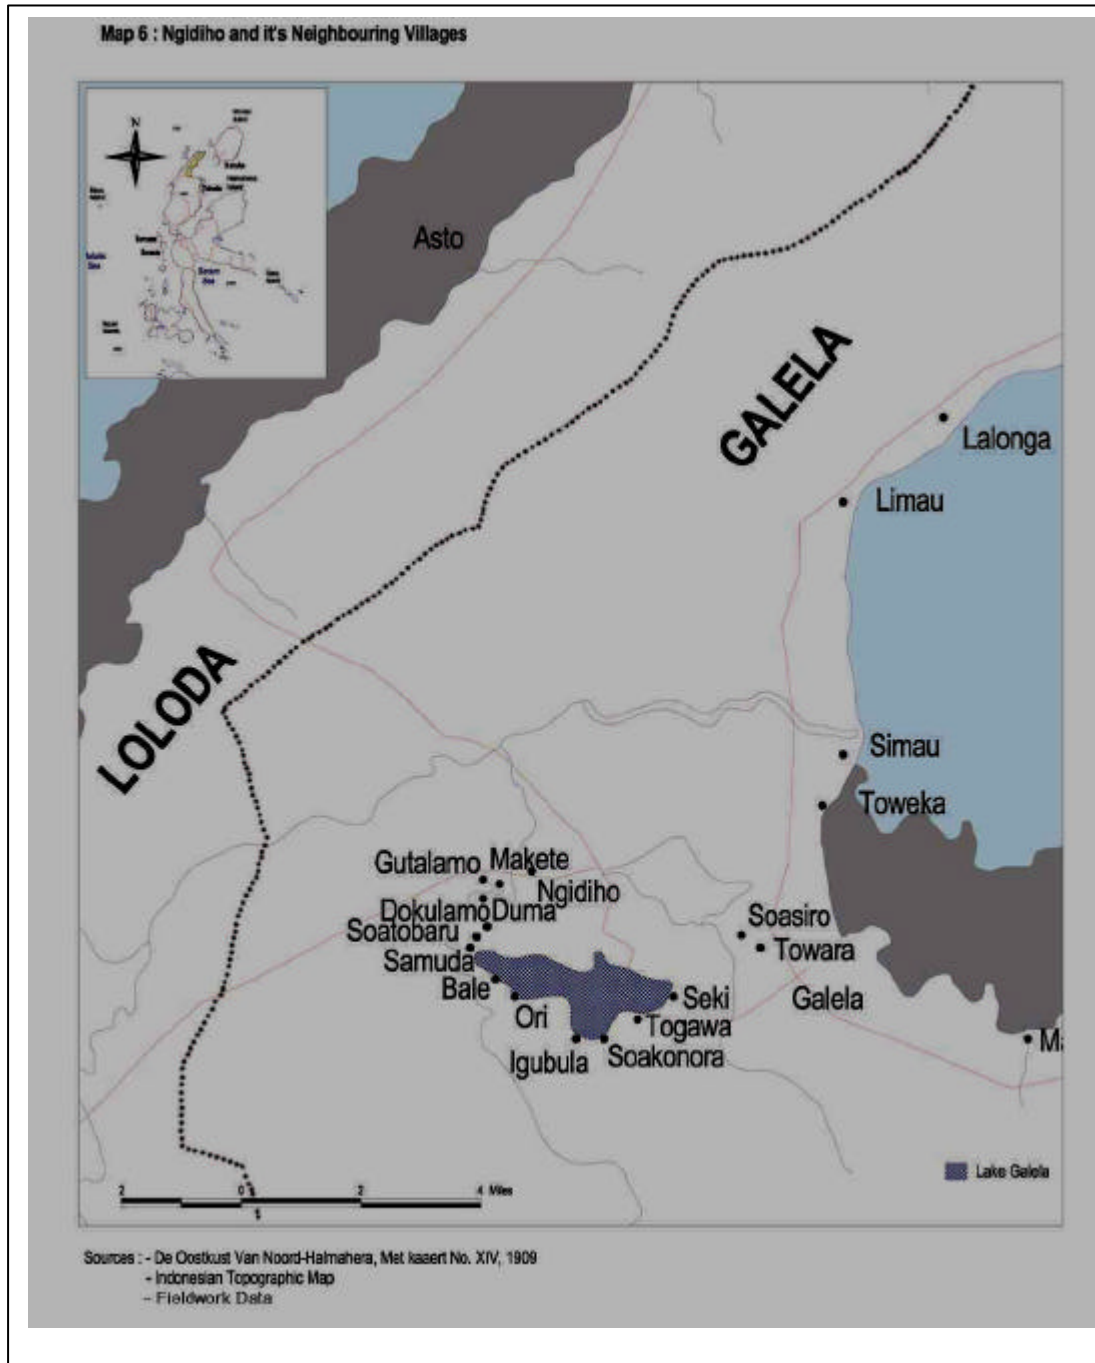 Map 6 : Ngidiho and it's Neighbouring Villages
N
Asto
GALELA
Lalonga
Limau
LOLODA
Simau
Toweka
Gutalamo
Makete
Ngidiho
Dokulamo
Duma
Soatobaru
Samuda
Bale
Ori
Igubula
Soakonora
Togawa
Seki
Soasiro
Towara
Galela
Ma
Lake Galela
2 0 2 4 Miles
Sources : - De Oostkust Van Noord-Halmahera, Met kaaert No. XIV, 1909
- Indonesian Topographic Map
- Fieldwork Data